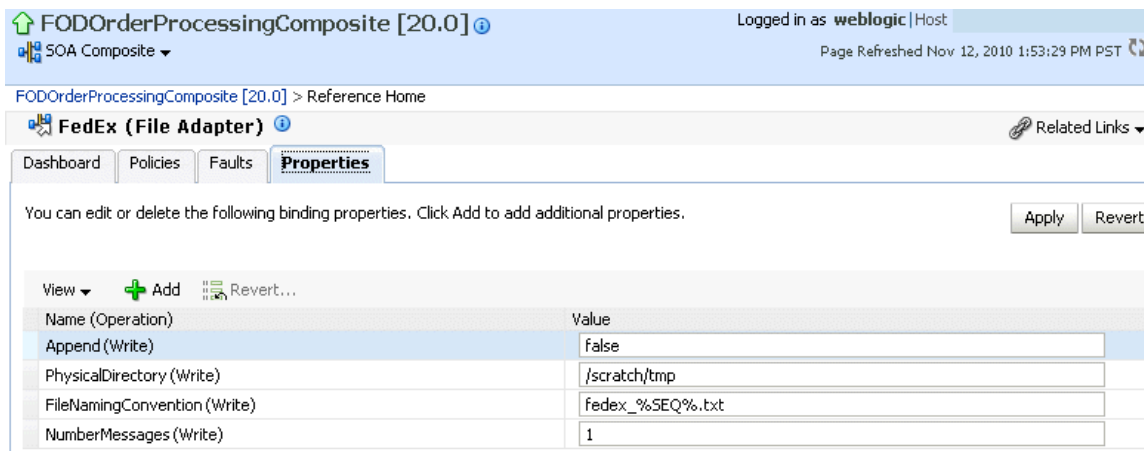 FODOrderProcessingComposite [20.0]
Logged in as weblogic|Host
SOA Composite
Page Refreshed Nov 12, 2010 1:53:29 PM PST
FODOrderProcessingComposite [20.0] > Reference Home
FedEx (File Adapter)
Related Links
Dashboard Policies Faults Properties
You can edit or delete the following binding properties. Click Add to add additional properties.
Apply Revert
View Add Revert...
Name (Operation) Value
Append (Write) false
PhysicalDirectory (Write) /scratch/tmp
FileNamingConvention (Write) fedex_%SEQ%.txt
NumberMessages (Write) 1